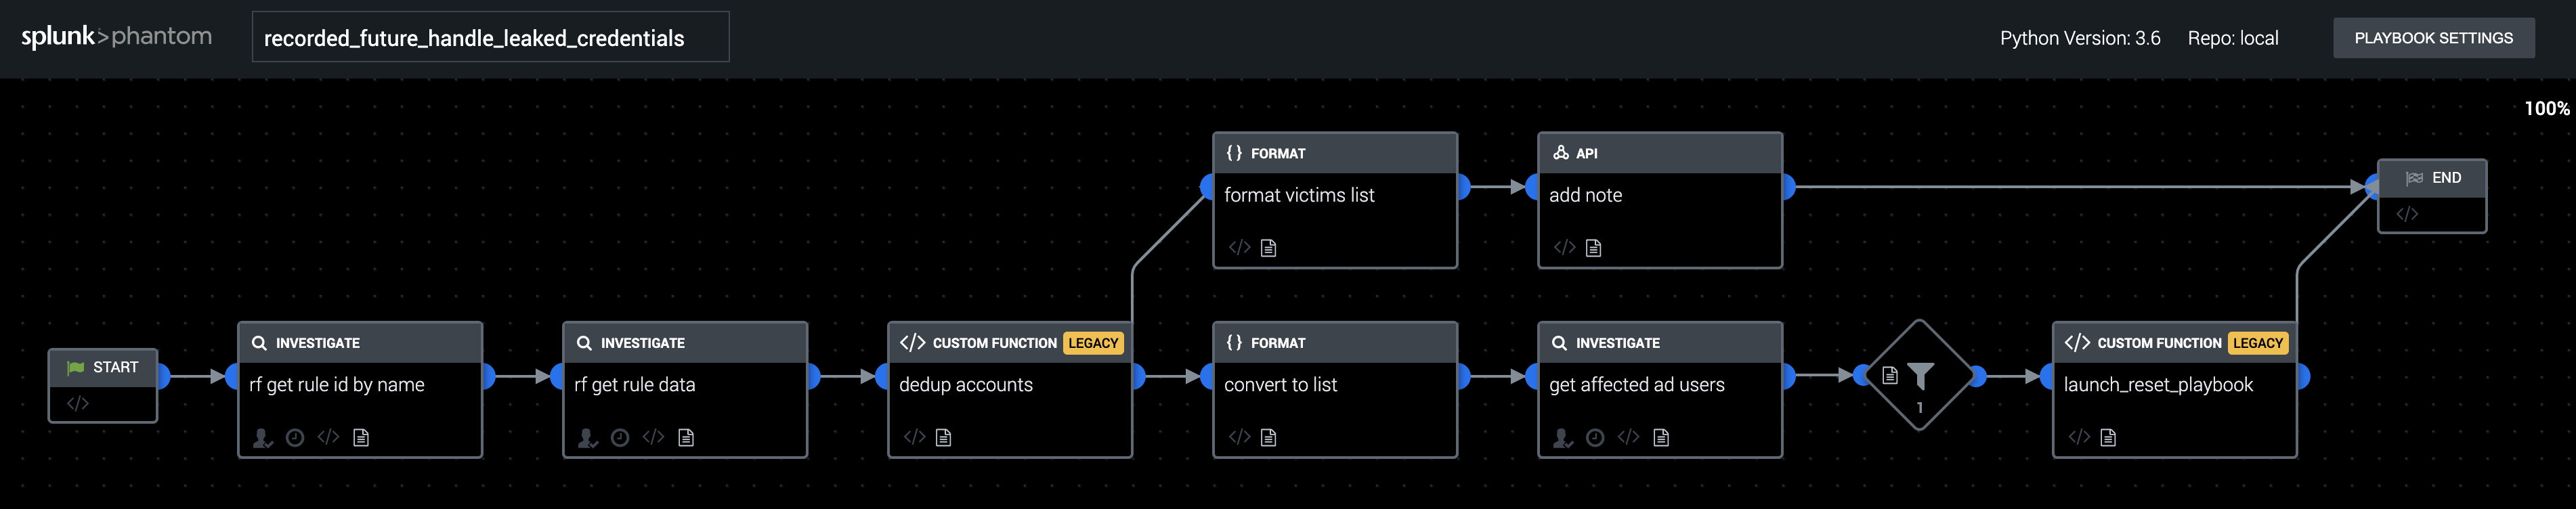 splunk>phantom
recorded_future_handle_leaked_credentials
Python Version: 3.6
Repo: local
PLAYBOOK SETTINGS
100%
{} FORMAT
format victims list
</>
API
add note
</>
END
</>
START
</>
INVESTIGATE
rf get rule id by name
</>
INVESTIGATE
rf get rule data
</>
</> CUSTOM FUNCTION LEGACY
dedup accounts
</>
{} FORMAT
convert to list
</>
INVESTIGATE
get affected ad users
</>
1
</> CUSTOM FUNCTION LEGACY
launch_reset_playbook
</>